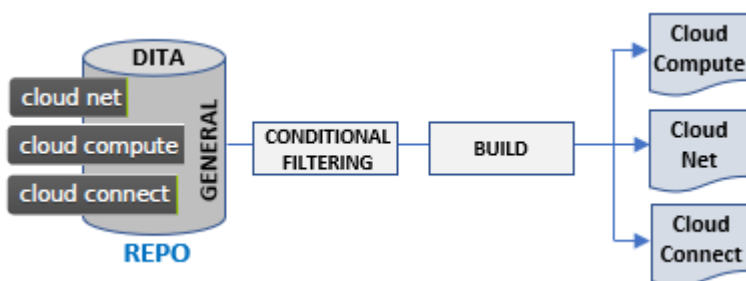 DITA
cloud net
cloud compute
cloud connect
GENERAL
REPO
CONDITIONAL
FILTERING
BUILD
Cloud
Compute
Cloud
Net
Cloud
Connect